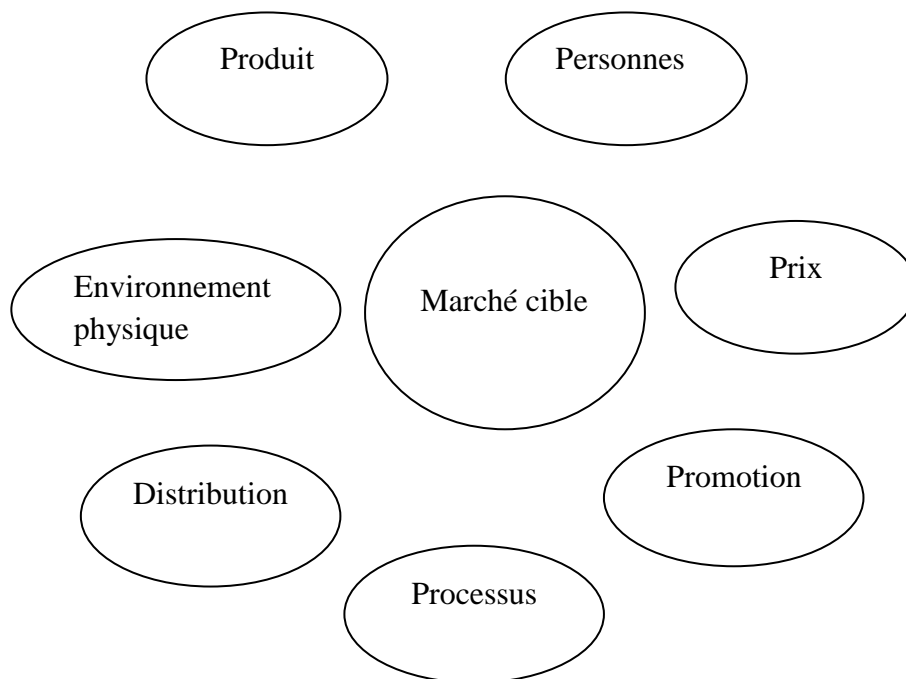 Produit
Personnes
Environnement
physique
Marché cible
Prix
Distribution
Promotion
Processus